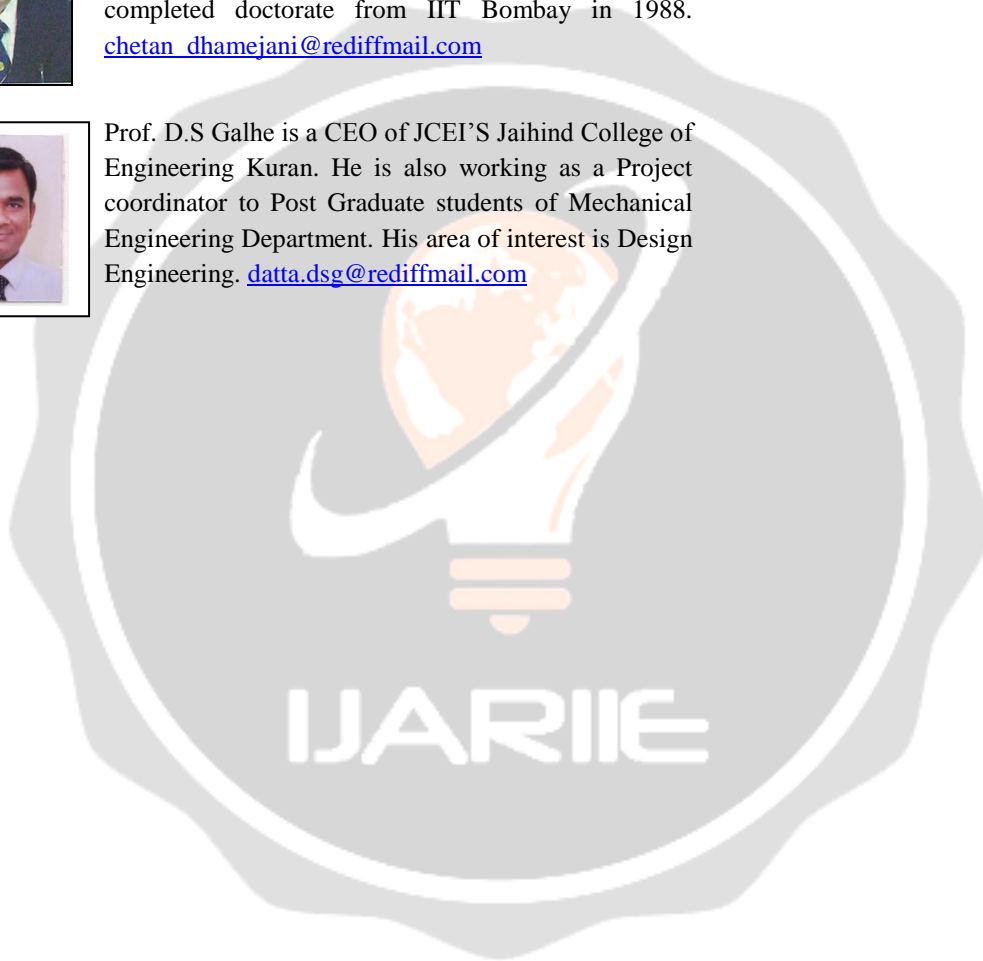 completed doctorate from IIT Bombay in 1988.
chetan_dhamejani@rediffmail.com
Prof. D.S Galhe is a CEO of JCEI’S Jaihind College of
Engineering Kuran. He is also working as a Project
coordinator to Post Graduate students of Mechanical
Engineering Department. His area of interest is Design
Engineering. datta.dsg@rediffmail.com
IJARIIE